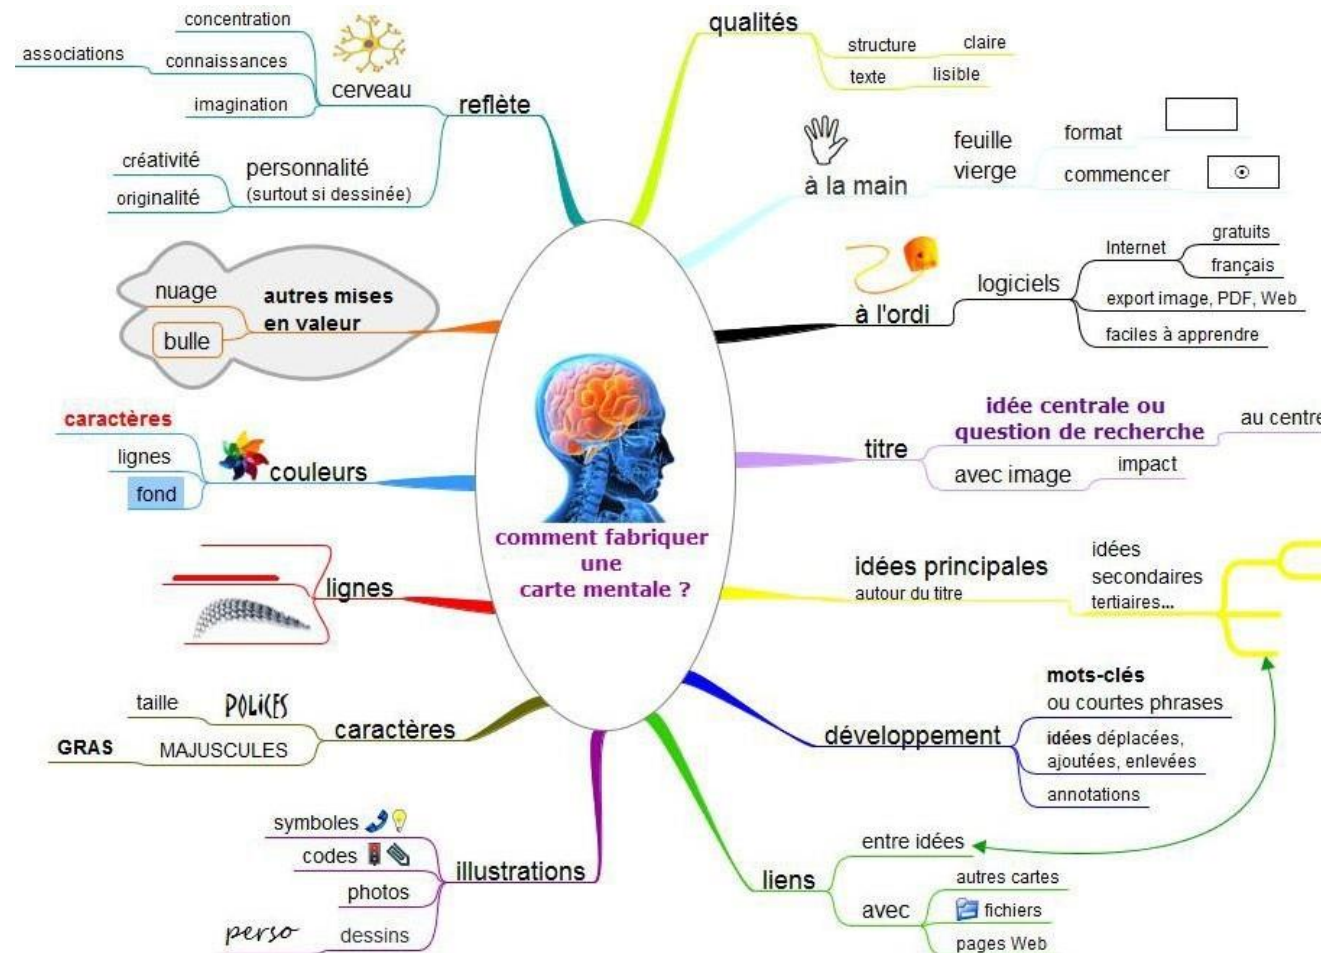 comment fabriquer
une
carte mentale ?
qualités
structure
claire
texte
lisible
à la main
feuille
vierge
format
commencer
à l'ordi
logiciels
Internet
gratuits
français
export image, PDF, Web
faciles à apprendre
titre
idée centrale ou
question de recherche
au centre
avec image
impact
idées principales
autour du titre
idées
secondaires
tertiaires...
développement
mots-clés
ou courtes phrases
idées déplacées,
ajoutées, enlevées
annotations
liens
entre idées
avec
autres cartes
fichiers
pages Web
illustrations
symboles
codes
photos
dessins
perso
caractères
POLICES
taille
MAJUSCULES
GRAS
lignes
couleurs
caractères
lignes
fond
autres mises
en valeur
nuage
bulle
reflète
cerveau
concentration
connaissances
associations
imagination
personnalité
(surtout si dessinée)
créativité
originalité